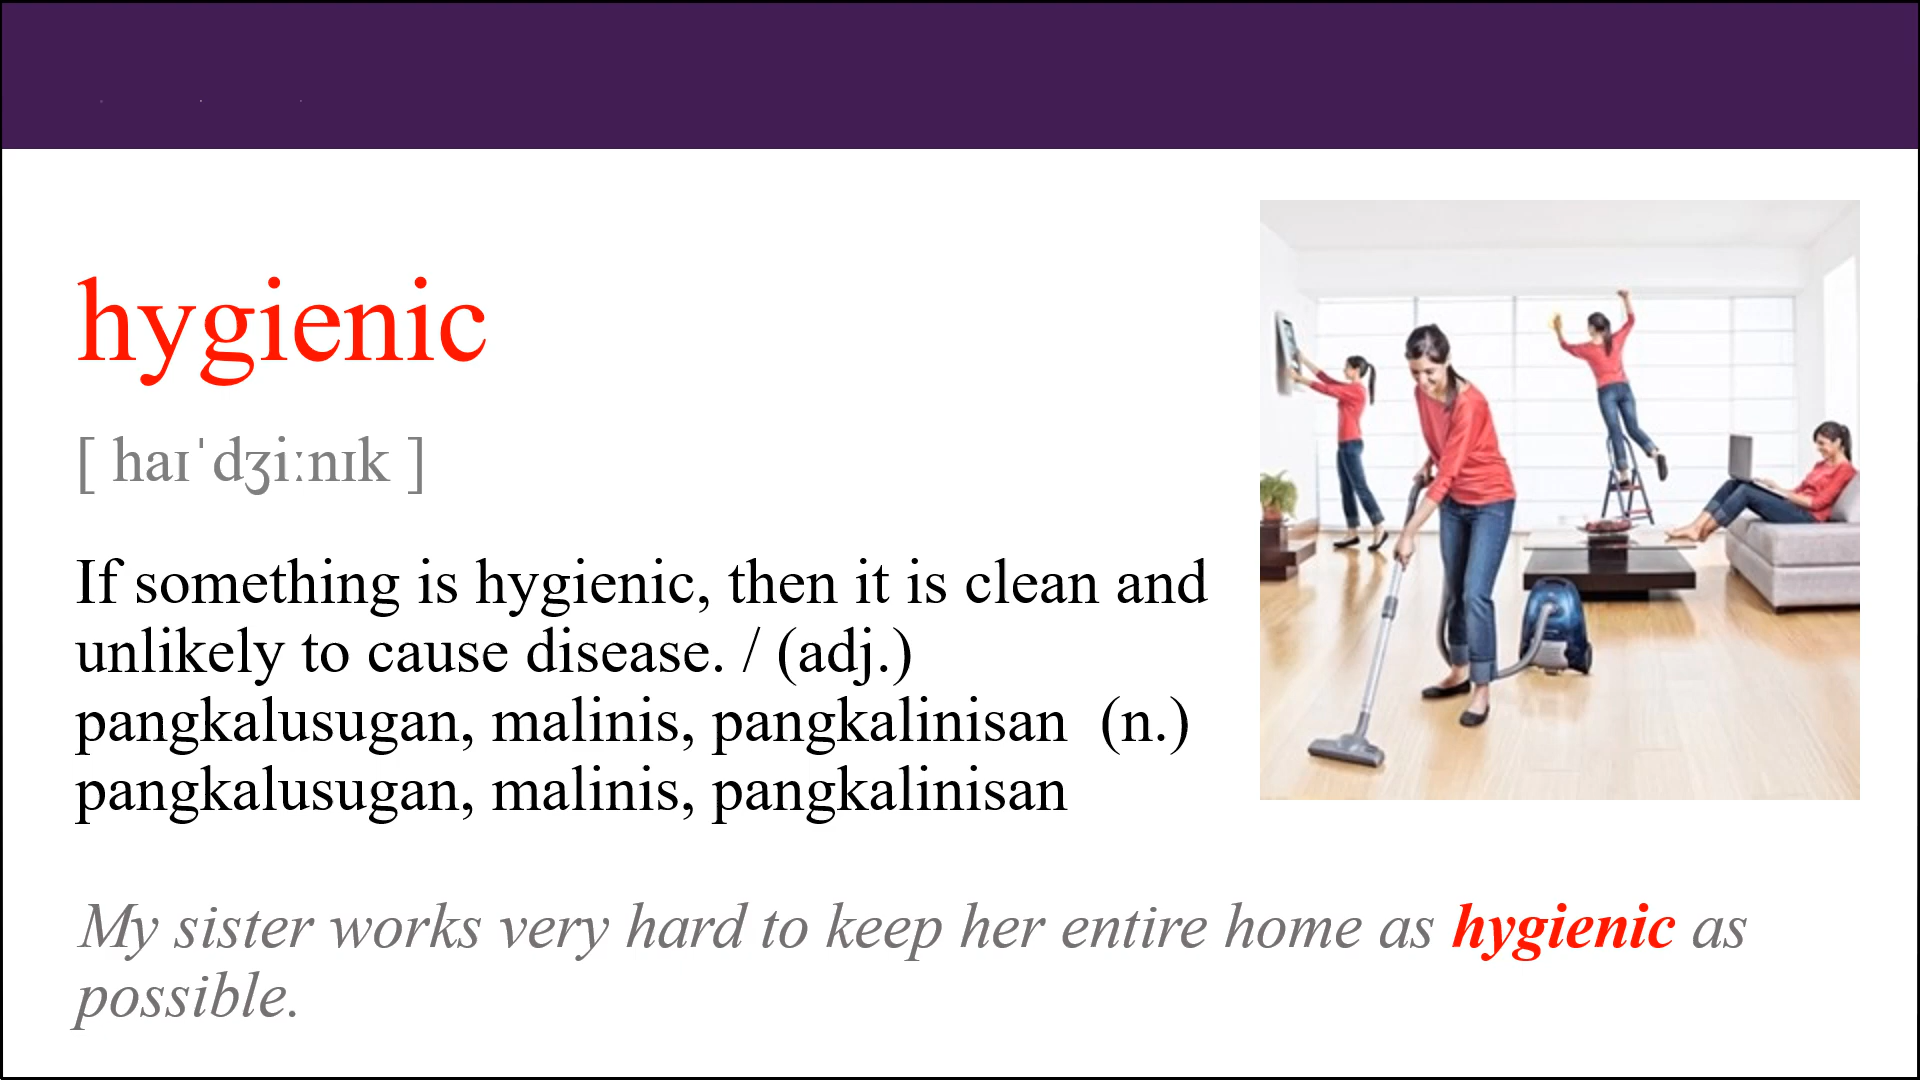 hygienic
[ haɪˈdʒiːnɪk ]
If something is hygienic, then it is clean and
unlikely to cause disease. / (adj.)
pangkalusugan, malinis, pangkalinisan  (n.)
pangkalusugan, malinis, pangkalinisan
My sister works very hard to keep her entire home as hygienic as
possible.